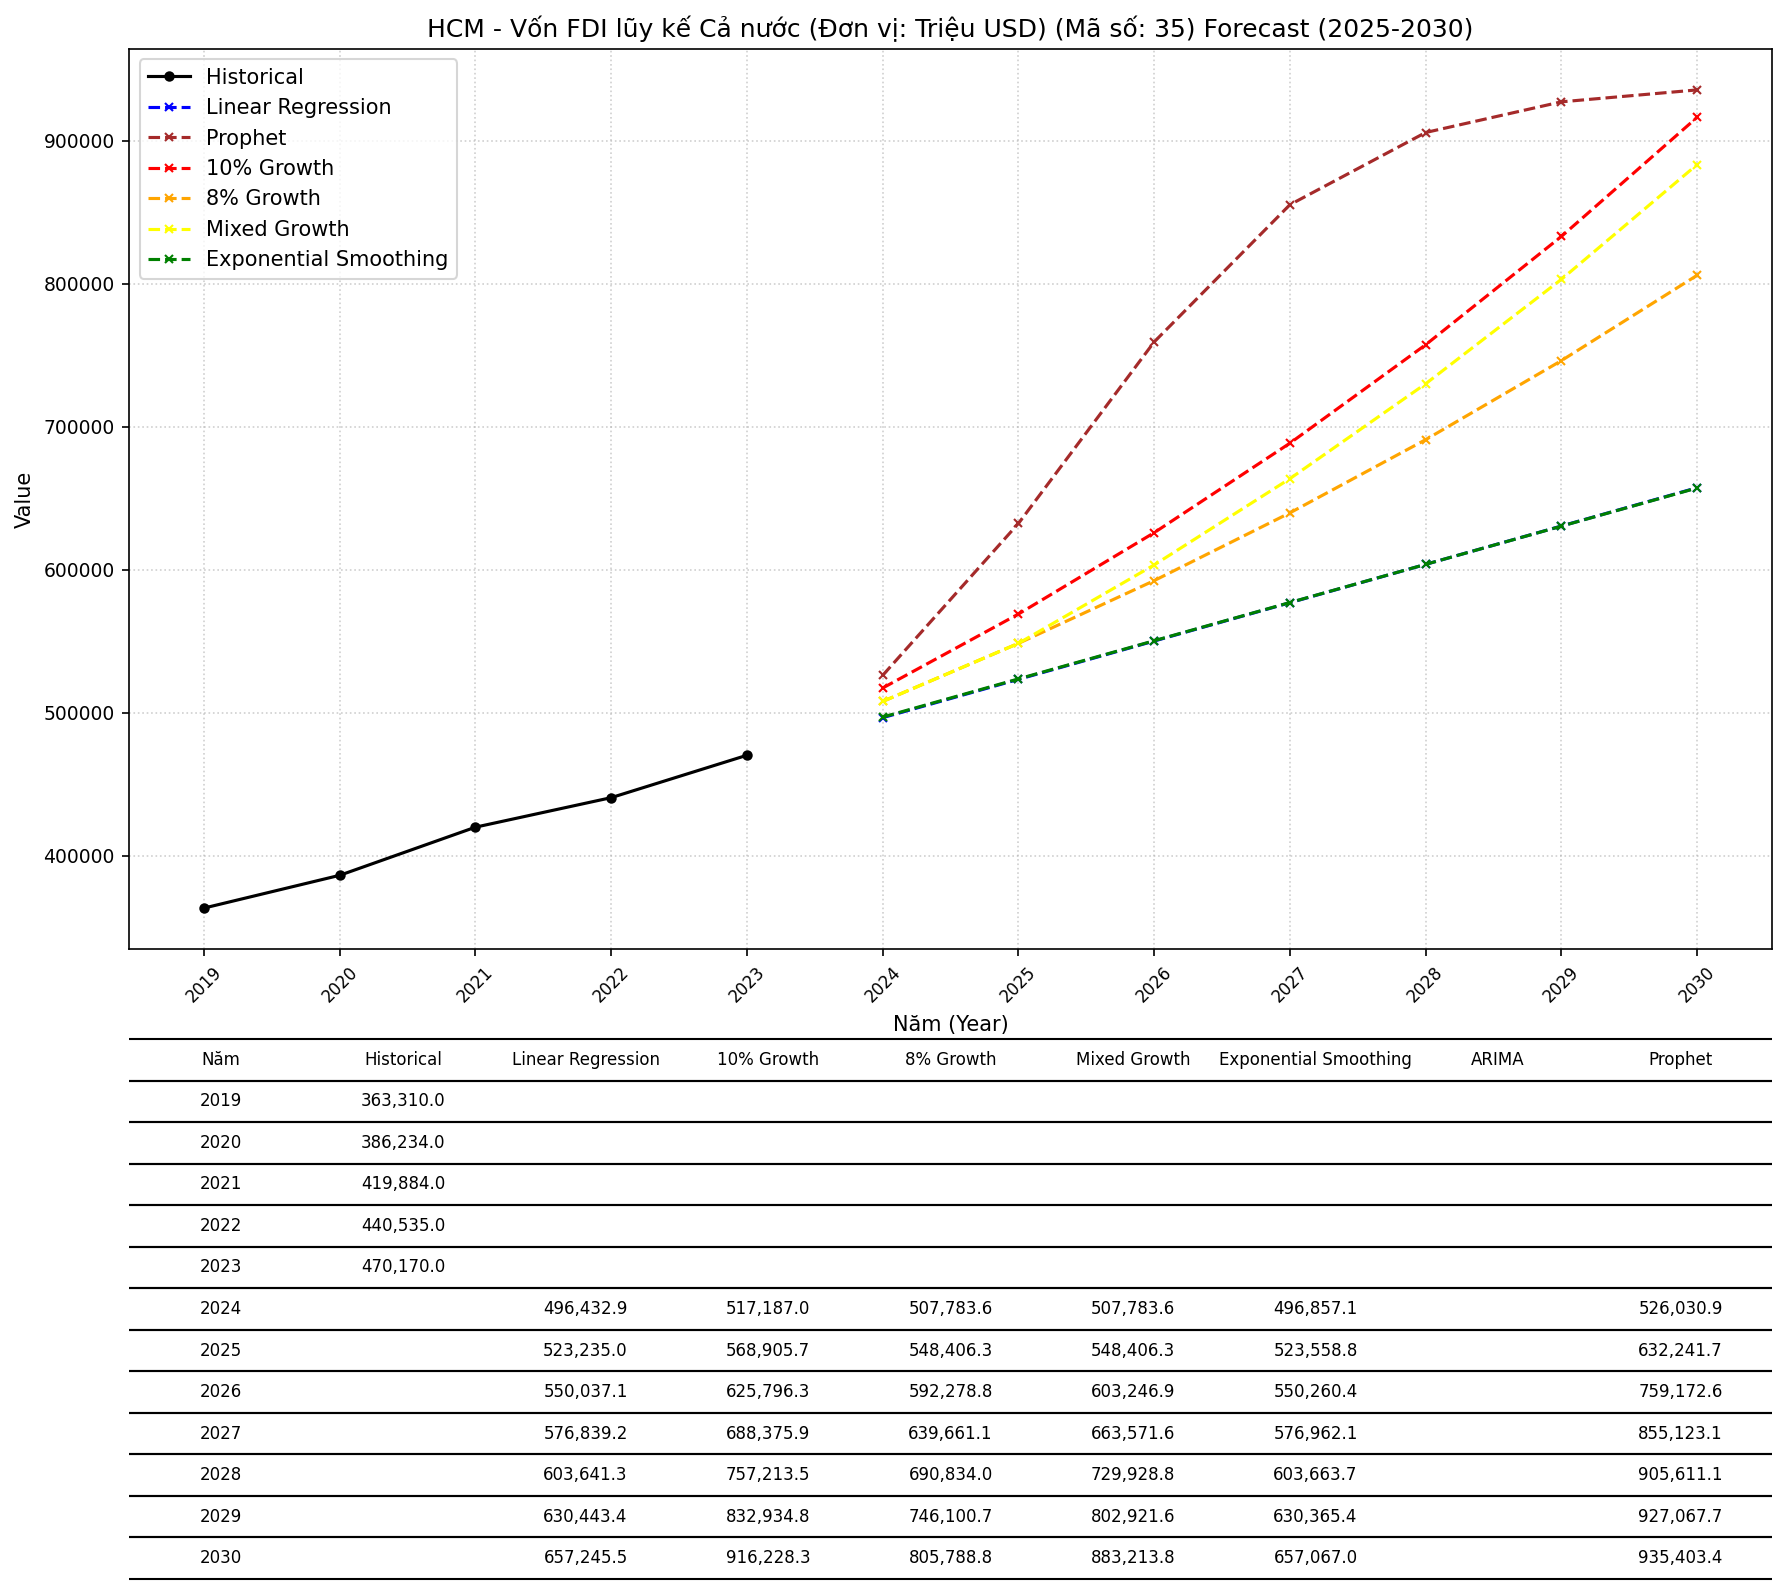 HCM - Vốn FDI lũy kế Cả nước (Đơn vị: Triệu USD) (Mã số: 35) Forecast (2025-2030)
Historical
Linear Regression
Prophet
10% Growth
8% Growth
Mixed Growth
Exponential Smoothing
900000
800000
700000
600000
500000
400000
Value
2019 2020 2021 2022 2023 2024 2025 2026 2027 2028 2029 2030
Năm (Year)
Năm Historical Linear Regression 10% Growth 8% Growth Mixed Growth Exponential Smoothing ARIMA Prophet
2019 363,310.0
2020 386,234.0
2021 419,884.0
2022 440,535.0
2023 470,170.0
2024 496,432.9 517,187.0 507,783.6 507,783.6 496,857.1 526,030.9
2025 523,235.0 568,905.7 548,406.3 548,406.3 523,558.8 632,241.7
2026 550,037.1 625,796.3 592,278.8 603,246.9 550,260.4 759,172.6
2027 576,839.2 688,375.9 639,661.1 663,571.6 576,962.1 855,123.1
2028 603,641.3 757,213.5 690,834.0 729,928.8 603,663.7 905,611.1
2029 630,443.4 832,934.8 746,100.7 802,921.6 630,365.4 927,067.7
2030 657,245.5 916,228.3 805,788.8 883,213.8 657,067.0 935,403.4